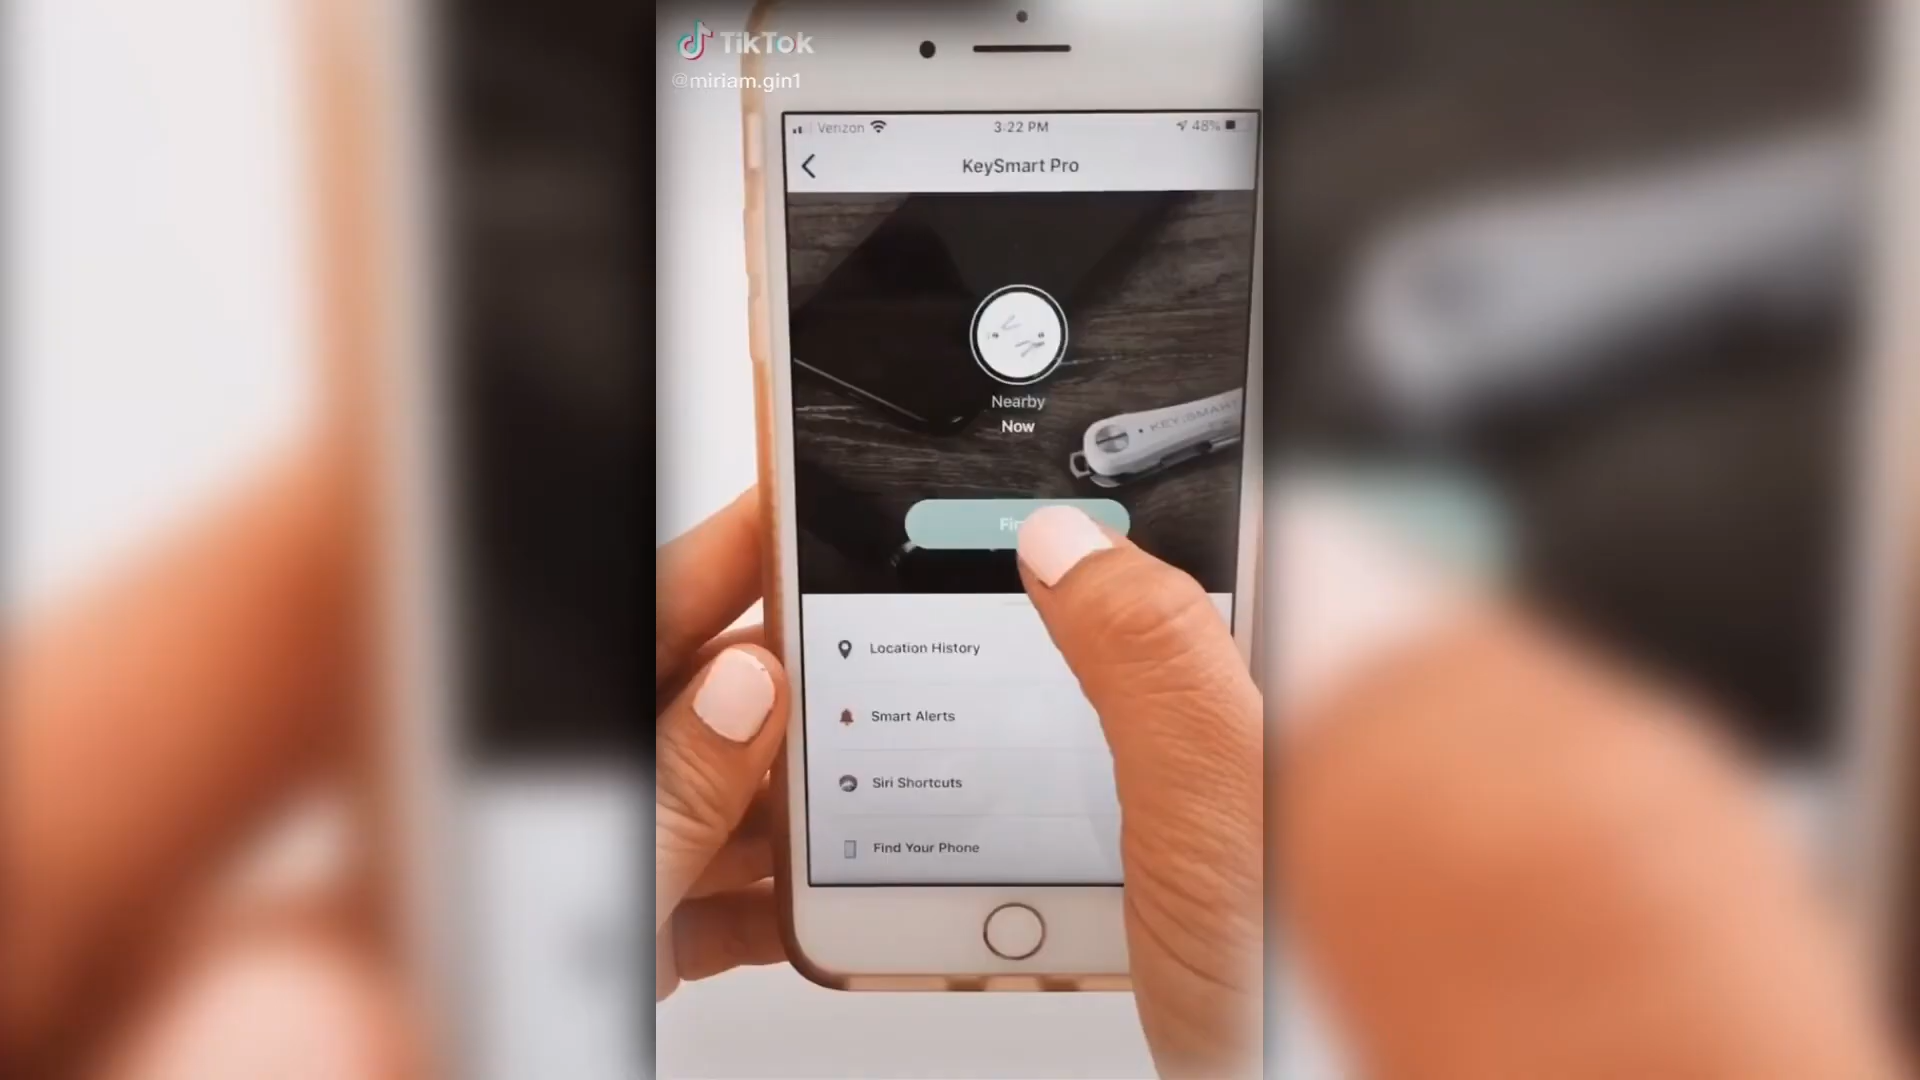 TikTok
@miriam.gin1
Verizon
3:22 PM
48%
KeySmart Pro
Nearby
Now
KEYSMART
Location History
Smart Alerts
Siri Shortcuts
Find Your Phone